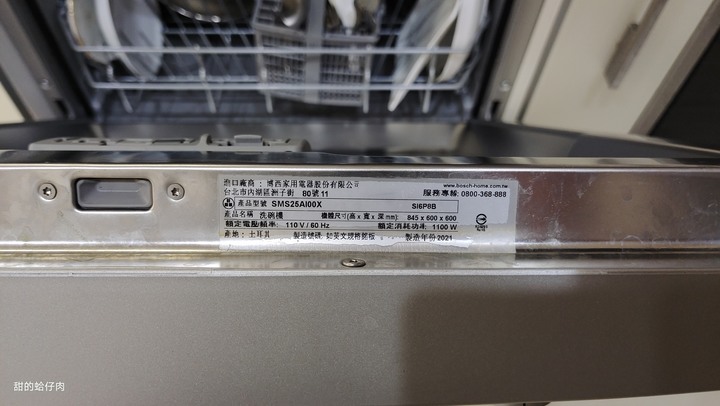 進口廠商：博西家用電器股份有限公司
台北市內湖區洲子街 80號11
www.bosch-home.com.tw
服務專線: 0800-368-888
產品型號 SMS25AI00X SI6P8B
產品名稱 洗碗機 機體尺寸(高 x 寬 x 深 mm): 845 x 600 x 600
額定電壓/頻率: 110 V / 60 Hz 額定消耗功率: 1100 W
產地: 土耳其 製造號碼: 如英文規格銘板 製造年份2021
甜的蛤仔肉